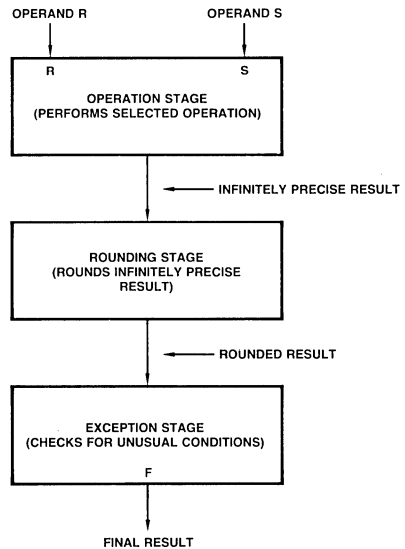 OPERAND R
OPERAND S
R
S
OPERATION STAGE
(PERFORMS SELECTED OPERATION)
INFINITELY PRECISE RESULT
ROUNDING STAGE
(ROUNDS INFINITELY PRECISE
RESULT)
ROUNDED RESULT
EXCEPTION STAGE
(CHECKS FOR UNUSUAL CONDITIONS)
F
FINAL RESULT